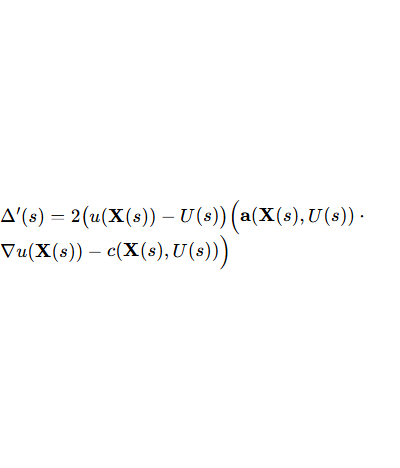 Δ′(s) = 2(u(𝐗(s)) − U(s))(𝐚(𝐗(s), U(s)) ·
∇u(𝐗(s)) − c(𝐗(s), U(s)))